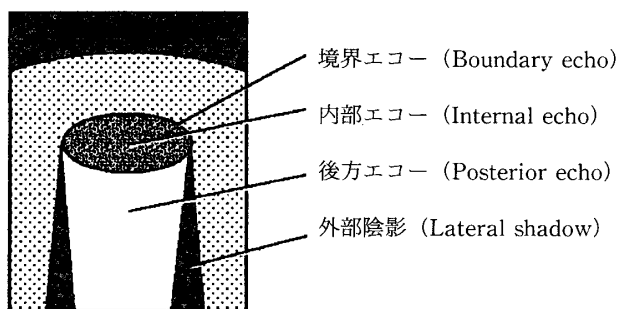 境界エコー (Boundary echo)
内部エコー (Internal echo)
後方エコー (Posterior echo)
外部陰影 (Lateral shadow)